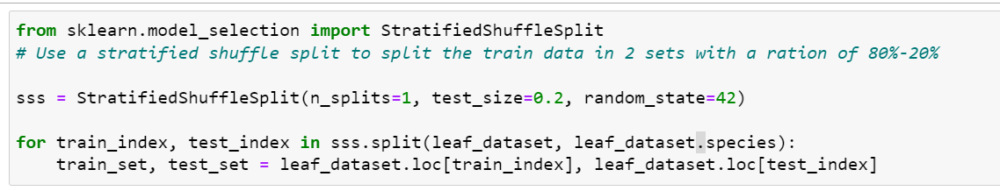 from sklearn.model_selection import StratifiedShuffleSplit
# Use a stratified shuffle split to split the train data in 2 sets with a ration of 80%-20%
sss = StratifiedShuffleSplit(n_splits=1, test_size=0.2, random_state=42)
for train_index, test_index in sss.split(leaf_dataset, leaf_dataset.species):
    train_set, test_set = leaf_dataset.loc[train_index], leaf_dataset.loc[test_index]